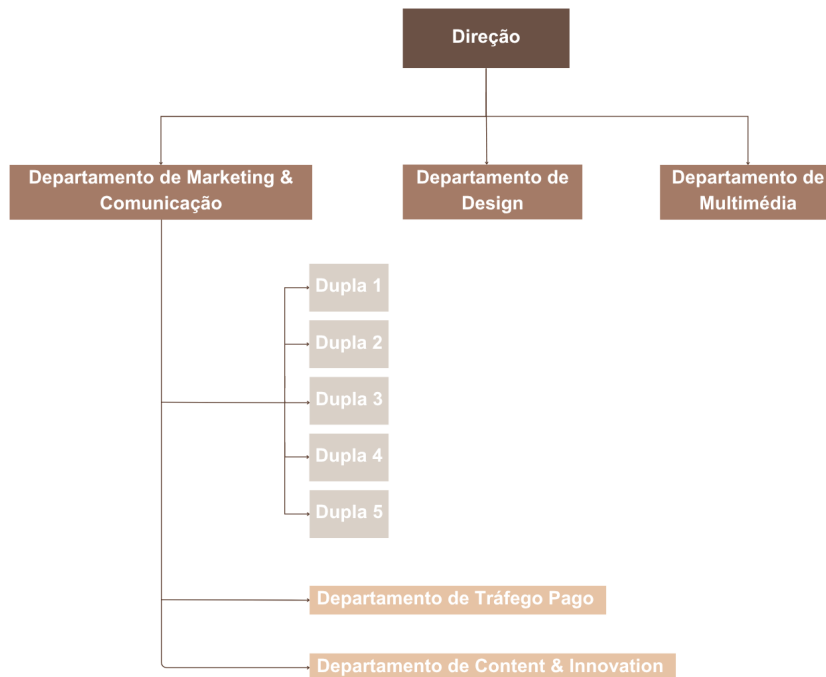 Direção
Departamento de Marketing &
Comunicação
Departamento de
Design
Departamento de
Multimédia
Dupla 1
Dupla 2
Dupla 3
Dupla 4
Dupla 5
Departamento de Tráfego Pago
Departamento de Content & Innovation